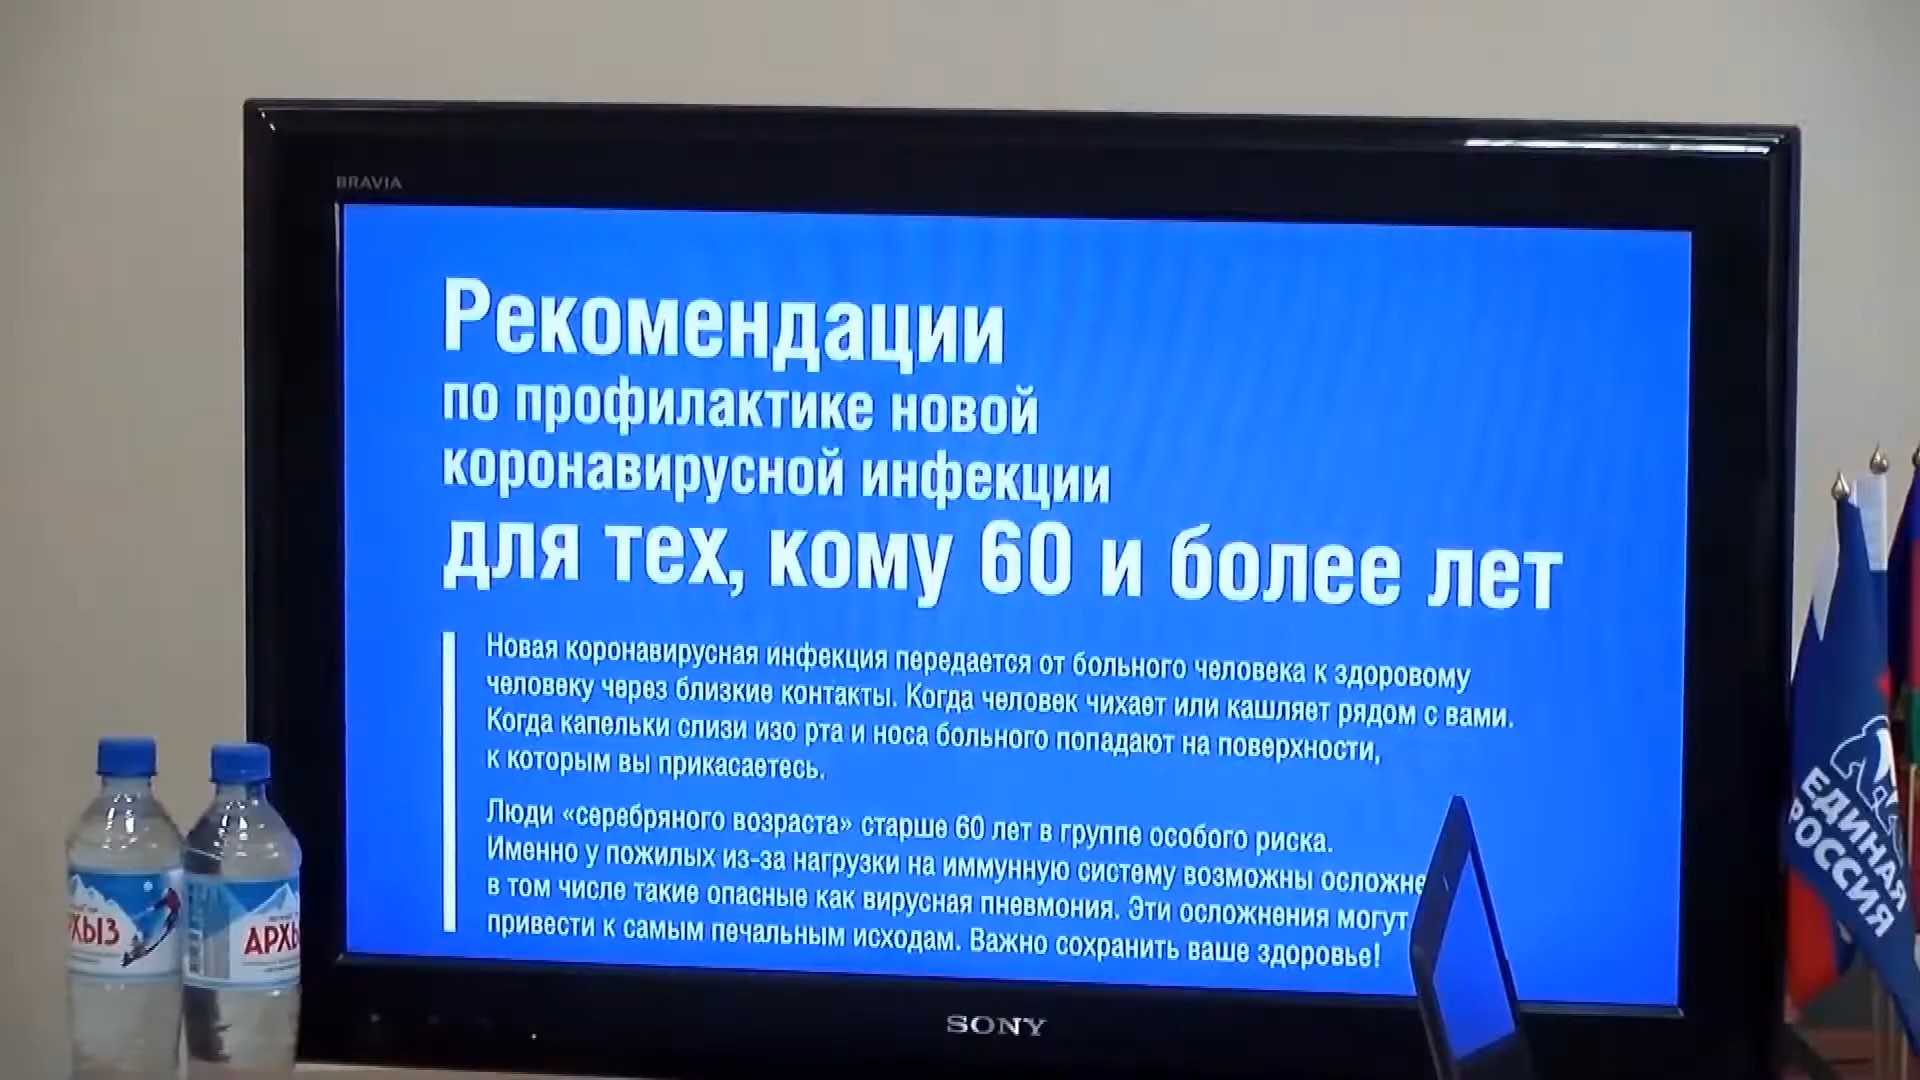 BRAVIA
Рекомендации
по профилактике новой
коронавирусной инфекции
для тех, кому 60 и более лет
Новая коронавирусная инфекция передается от больного человека к здоровому
человеку через близкие контакты. Когда человек чихает или кашляет рядом с вами.
Когда капельки слизи изо рта и носа больного попадают на поверхности,
к которым вы прикасаетесь.
Люди «серебряного возраста» старше 60 лет в группе особого риска.
Именно у пожилых из-за нагрузки на иммунную систему возможны осложне
в том числе такие опасные как вирусная пневмония. Эти осложнения могут
привести к самым печальным исходам. Важно сохранить ваше здоровье!
SONY
РХЫЗ
АРХЫ
ЕДИНАЯ
РОССИЯ